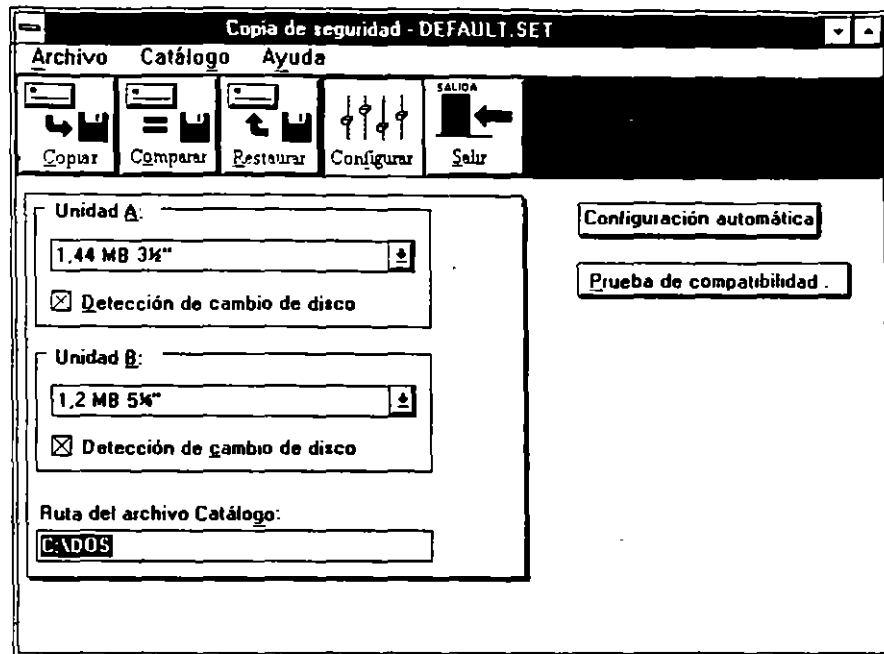 Copia de seguridad - DEFAULT.SET
Archivo Catálogo Ayuda
SALIDA
Copiar Comparar Restaurar Configurar Salir
Unidad A:
1,44 MB 3½"
Detección de cambio de disco
Unidad B:
1,2 MB 5¼"
Detección de cambio de disco
Ruta del archivo Catálogo:
C:\DOS
Configuración automática
Prueba de compatibilidad .